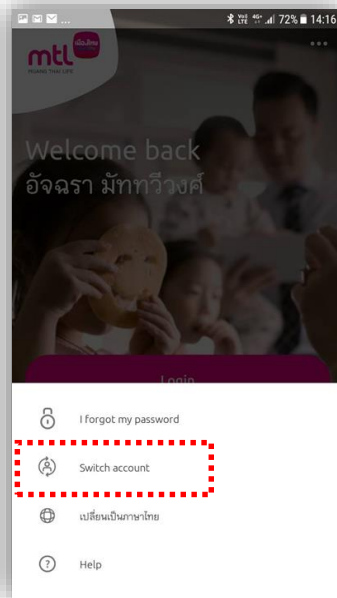 72% 14:16
mtl
เมืองไทย
MUANG THAI LIFE
Welcome back
อัจฉรา มัททวีวงศ์
Login
I forgot my password
Switch account
เปลี่ยนเป็นภาษาไทย
Help